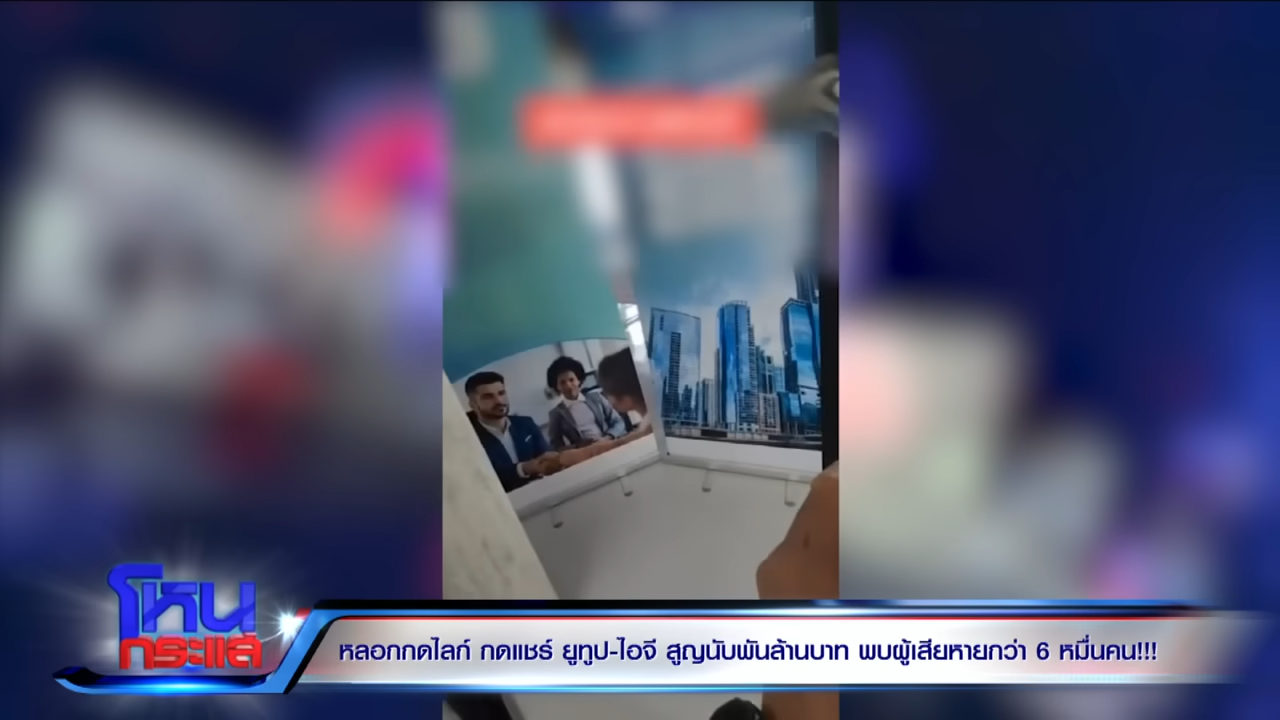 โหน
กระแส
หลอกกดไลก์ กดแชร์ ยูทูป-ไอจี สูญนับพันล้านบาท พบผู้เสียหายกว่า 6 หมื่นคน!!!